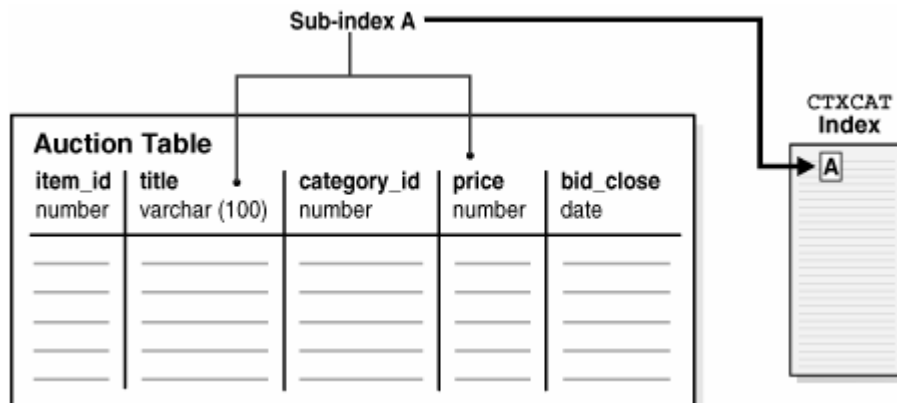 Sub-index A
CTXCAT
Index
A
Auction Table
item_id title category_id price bid_close
number varchar (100) number number date